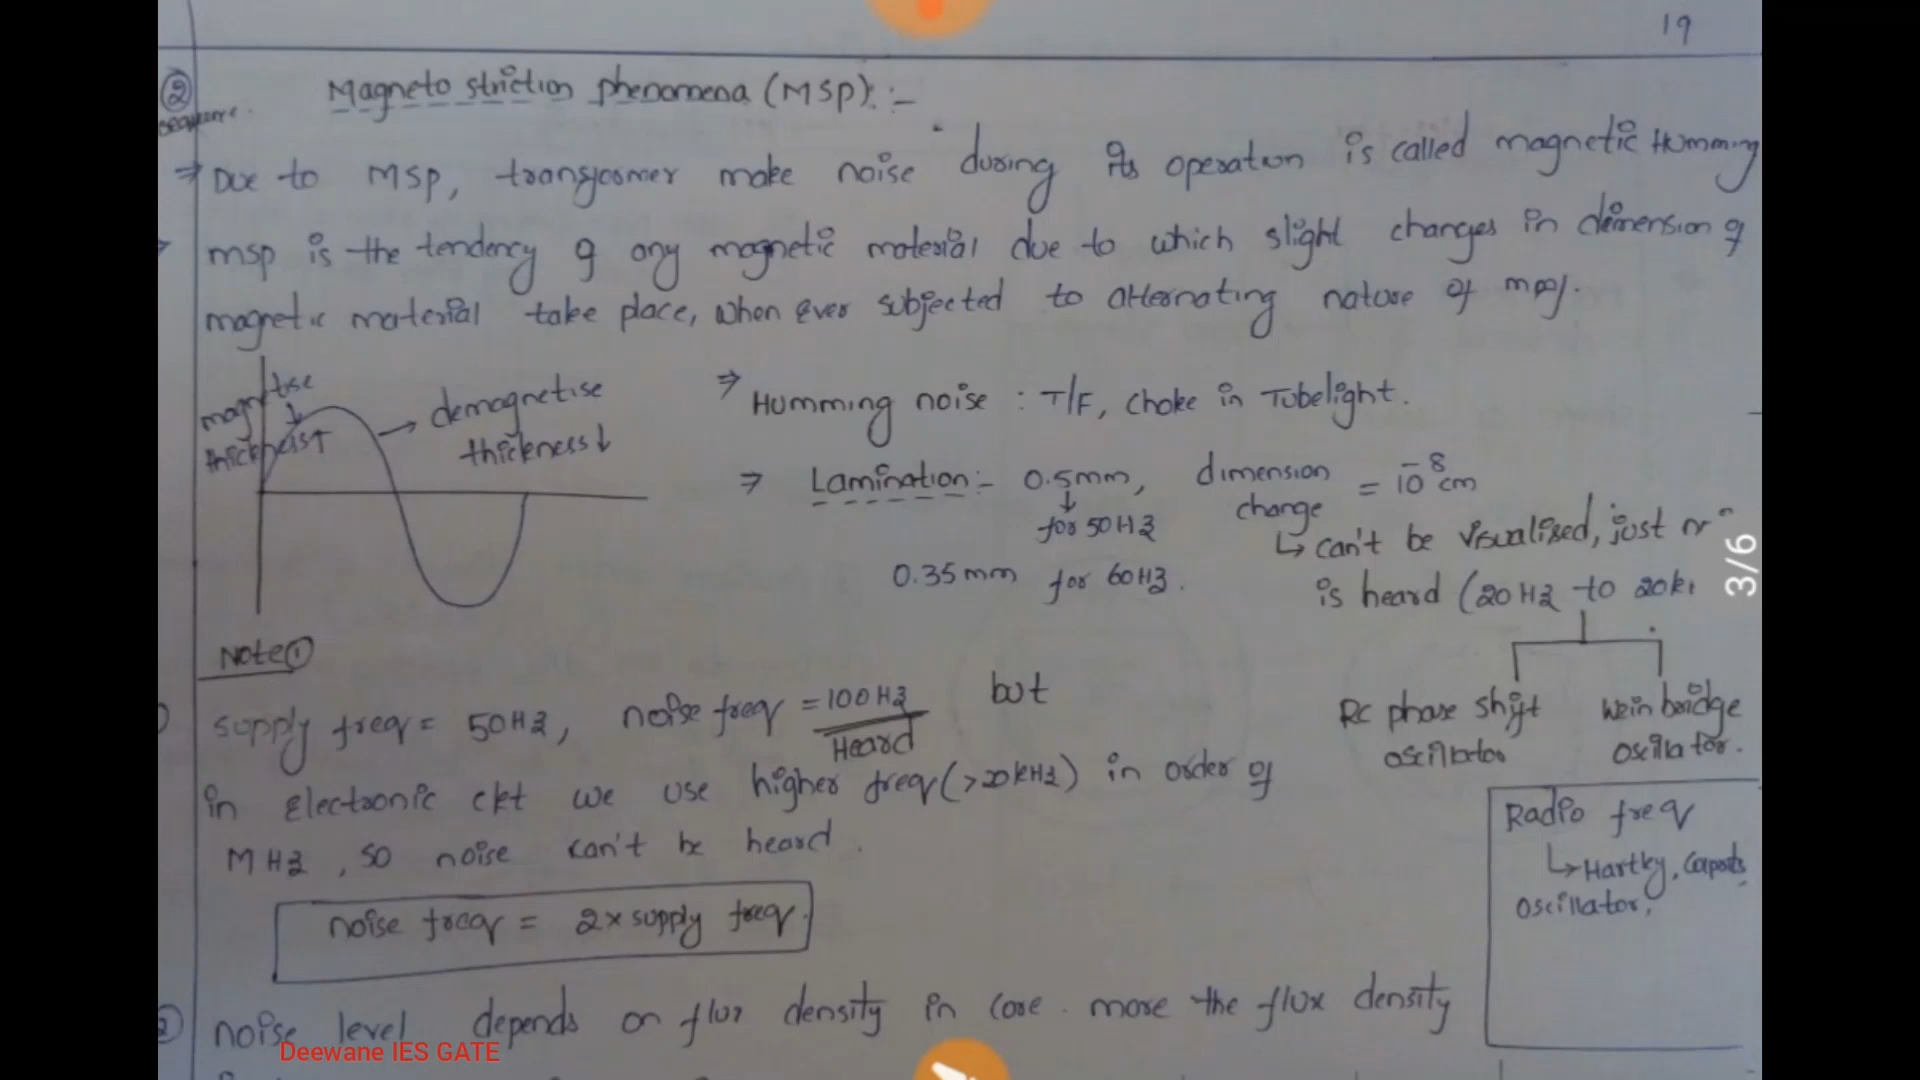 19
② Magneto striction phenomena (MSP) :-
⇒ Due to MSP, transformer make noise during its operation is called magnetic Humming
msp is the tendency of any magnetic material due to which slight changes in dimension of
magnetic material take place, when ever subjected to alternating nature of mmf.
magnetise
↓
thickness↑
→ demagnetise
thickness↓
⇒ Humming noise : T/F, choke in Tubelight.
⇒ Lamination :- 0.5mm, dimension change = 10^-8 cm
↓
for 50Hz
0.35mm for 60Hz.
↳ can't be visualised, just
is heard (20Hz to 20k
RC phase shift
oscillator
Wein bridge
oscillator.
Radio freq
↳ Hartley,
oscillator,
Note①
supply freq = 50Hz, noise freq = 100Hz but
Heard
in electronic ckt we use higher freq (>20kHz) in order of
MHz, so noise can't be heard.
noise freq = 2 x supply freq.
② noise level depends on flux density in core. more the flux density
Deewane IES GATE
3/6